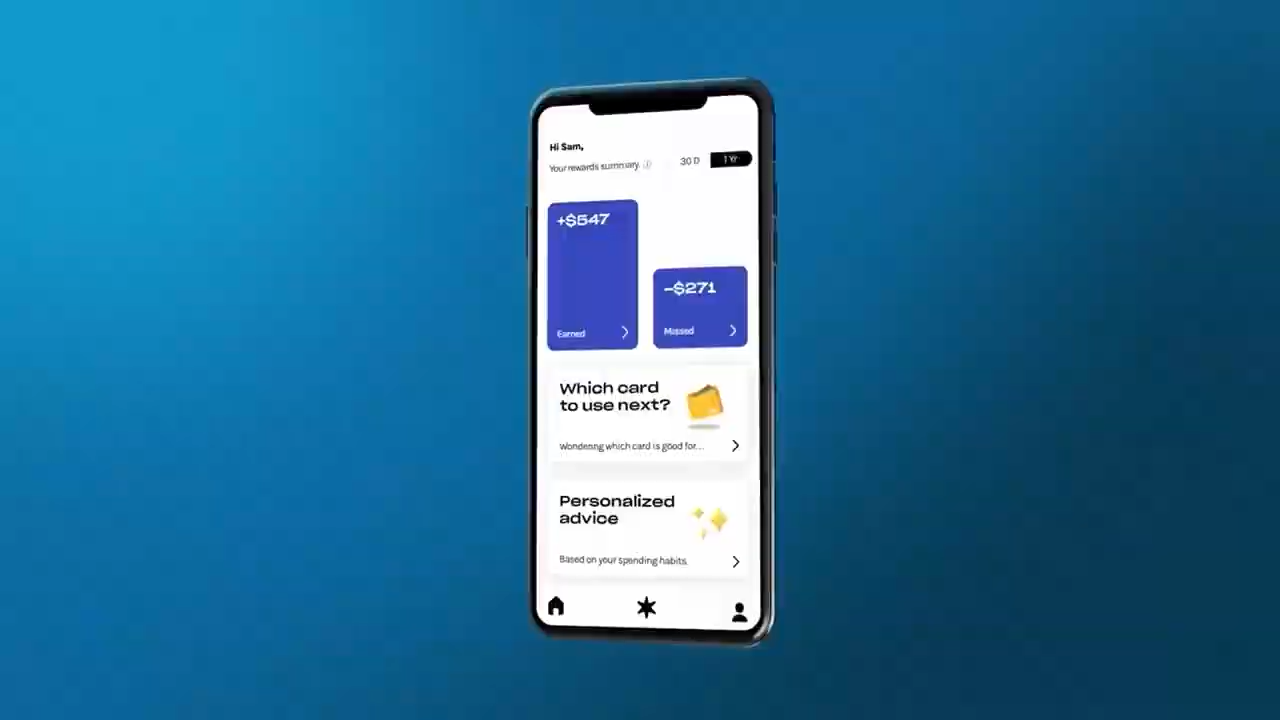 Hi Sam,
Your rewards summary. ⓘ 30 D 1 Yr
+$547
-$271
Earned
Missed
Which card
to use next?
Wondering which card is good for...
Personalized
advice
Based on your spending habits.